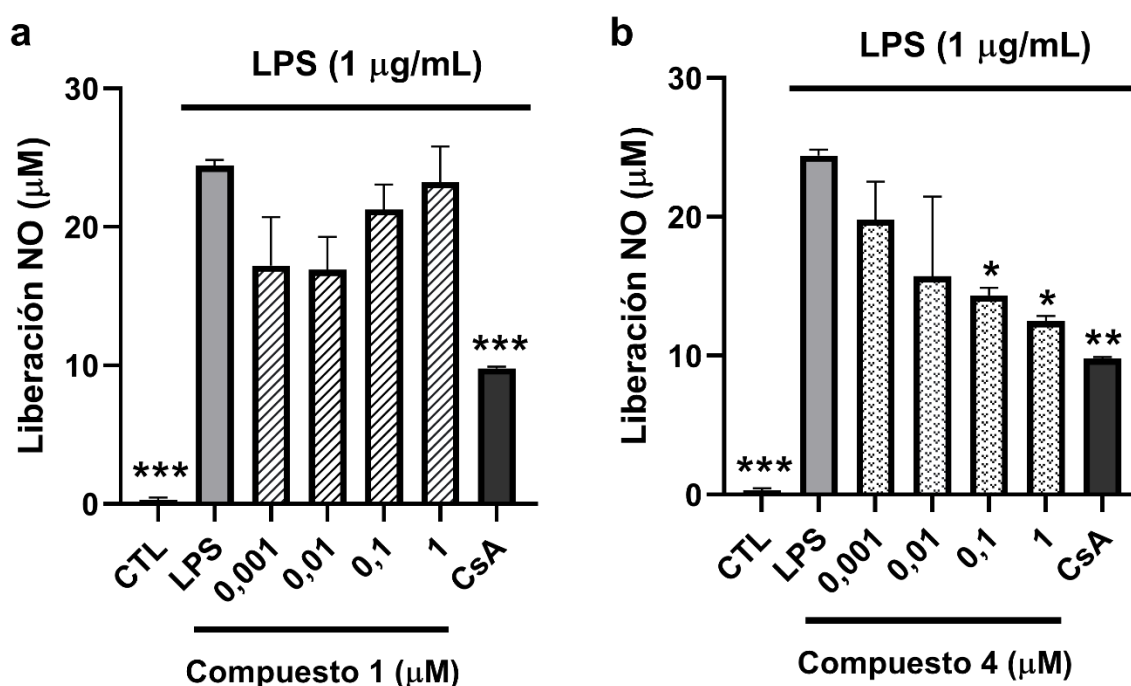 a
LPS (1 μg/mL)
Liberación NO (μM)
30
20
10
0
***
***
CTL
LPS
0,001
0,01
0,1
1
CsA
Compuesto 1 (μM)
b
LPS (1 μg/mL)
Liberación NO (μM)
30
20
10
0
***
*
*
**
CTL
LPS
0,001
0,01
0,1
1
CsA
Compuesto 4 (μM)